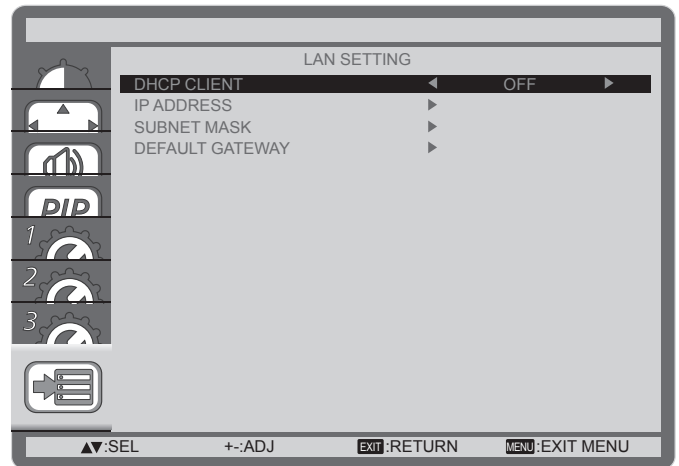 LAN SETTING
DHCP CLIENT ◀ OFF ▶
IP ADDRESS ▶
SUBNET MASK ▶
DEFAULT GATEWAY ▶
PIP
1
2
3
▲▼:SEL +-:ADJ EXIT:RETURN MENU:EXIT MENU